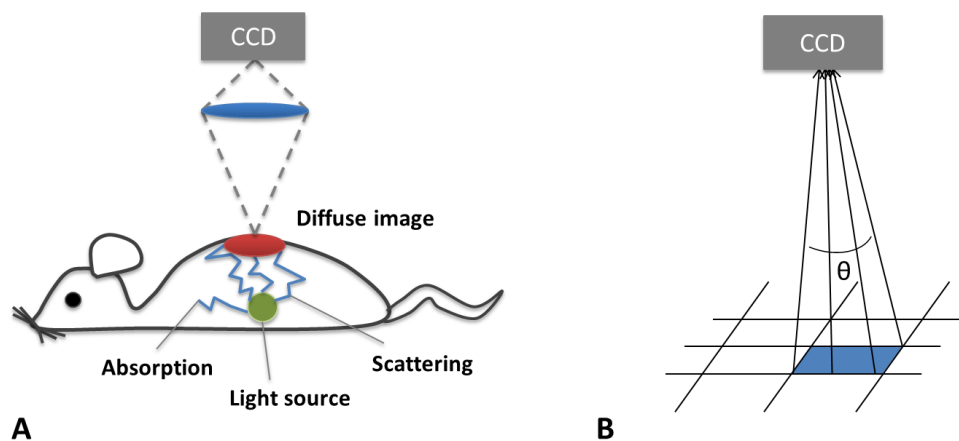 CCD
CCD
Diffuse image
θ
Absorption
Scattering
Light source
A
B